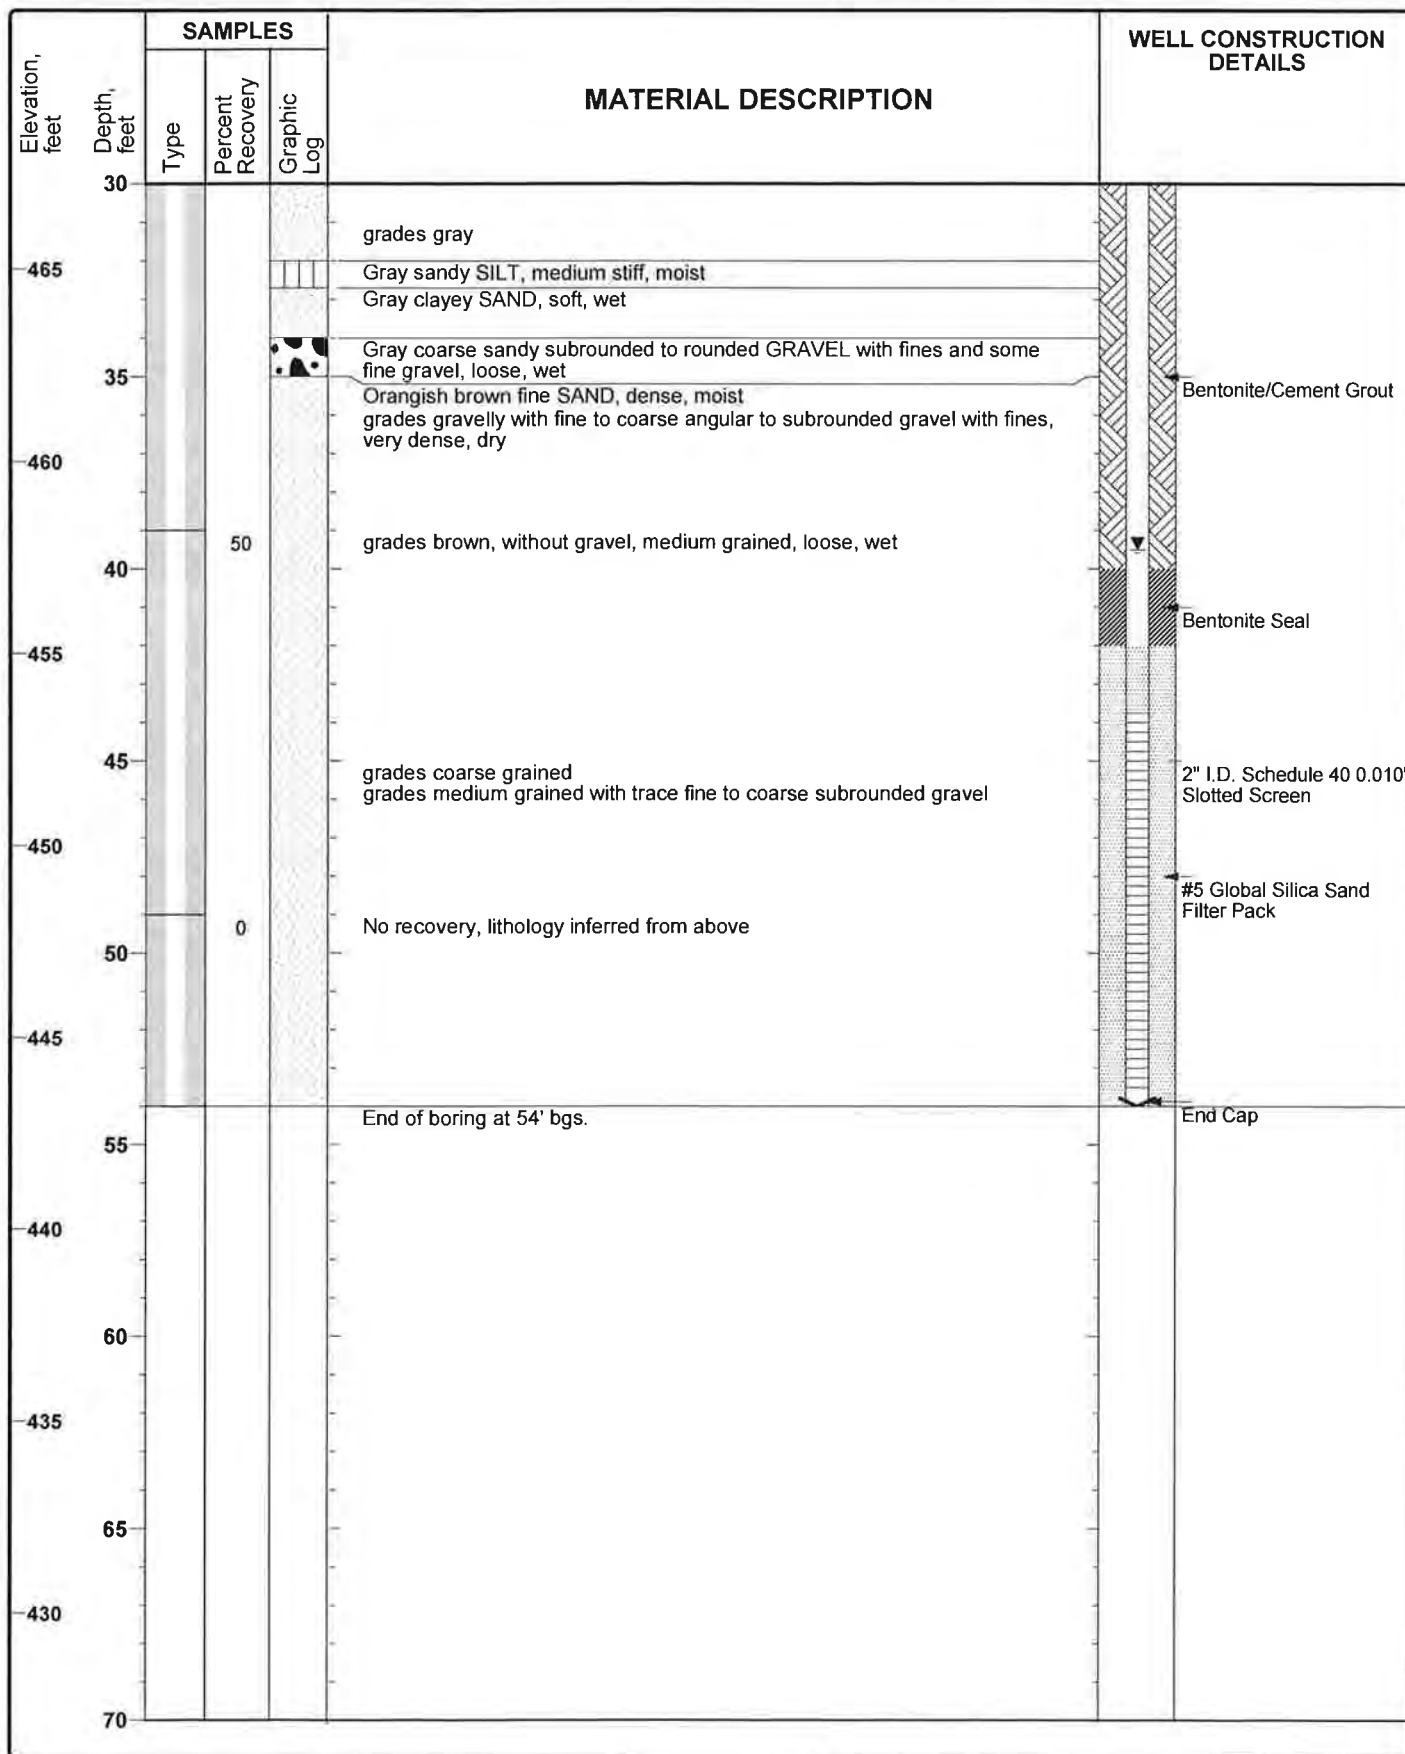 SAMPLES
WELL CONSTRUCTION
DETAILS
MATERIAL DESCRIPTION
Elevation,
feet
Depth,
feet
Type
Percent
Recovery
Graphic
Log
30
grades gray
465
Gray sandy SILT, medium stiff, moist
Gray clayey SAND, soft, wet
Gray coarse sandy subrounded to rounded GRAVEL with fines and some
fine gravel, loose, wet
35
Bentonite/Cement Grout
Orangish brown fine SAND, dense, moist
grades gravelly with fine to coarse angular to subrounded gravel with fines,
very dense, dry
460
50
grades brown, without gravel, medium grained, loose, wet
40
Bentonite Seal
455
45
grades coarse grained
grades medium grained with trace fine to coarse subrounded gravel
2" I.D. Schedule 40 0.010"
Slotted Screen
450
#5 Global Silica Sand
Filter Pack
0
No recovery, lithology inferred from above
50
445
End of boring at 54' bgs.
End Cap
55
440
60
435
65
430
70